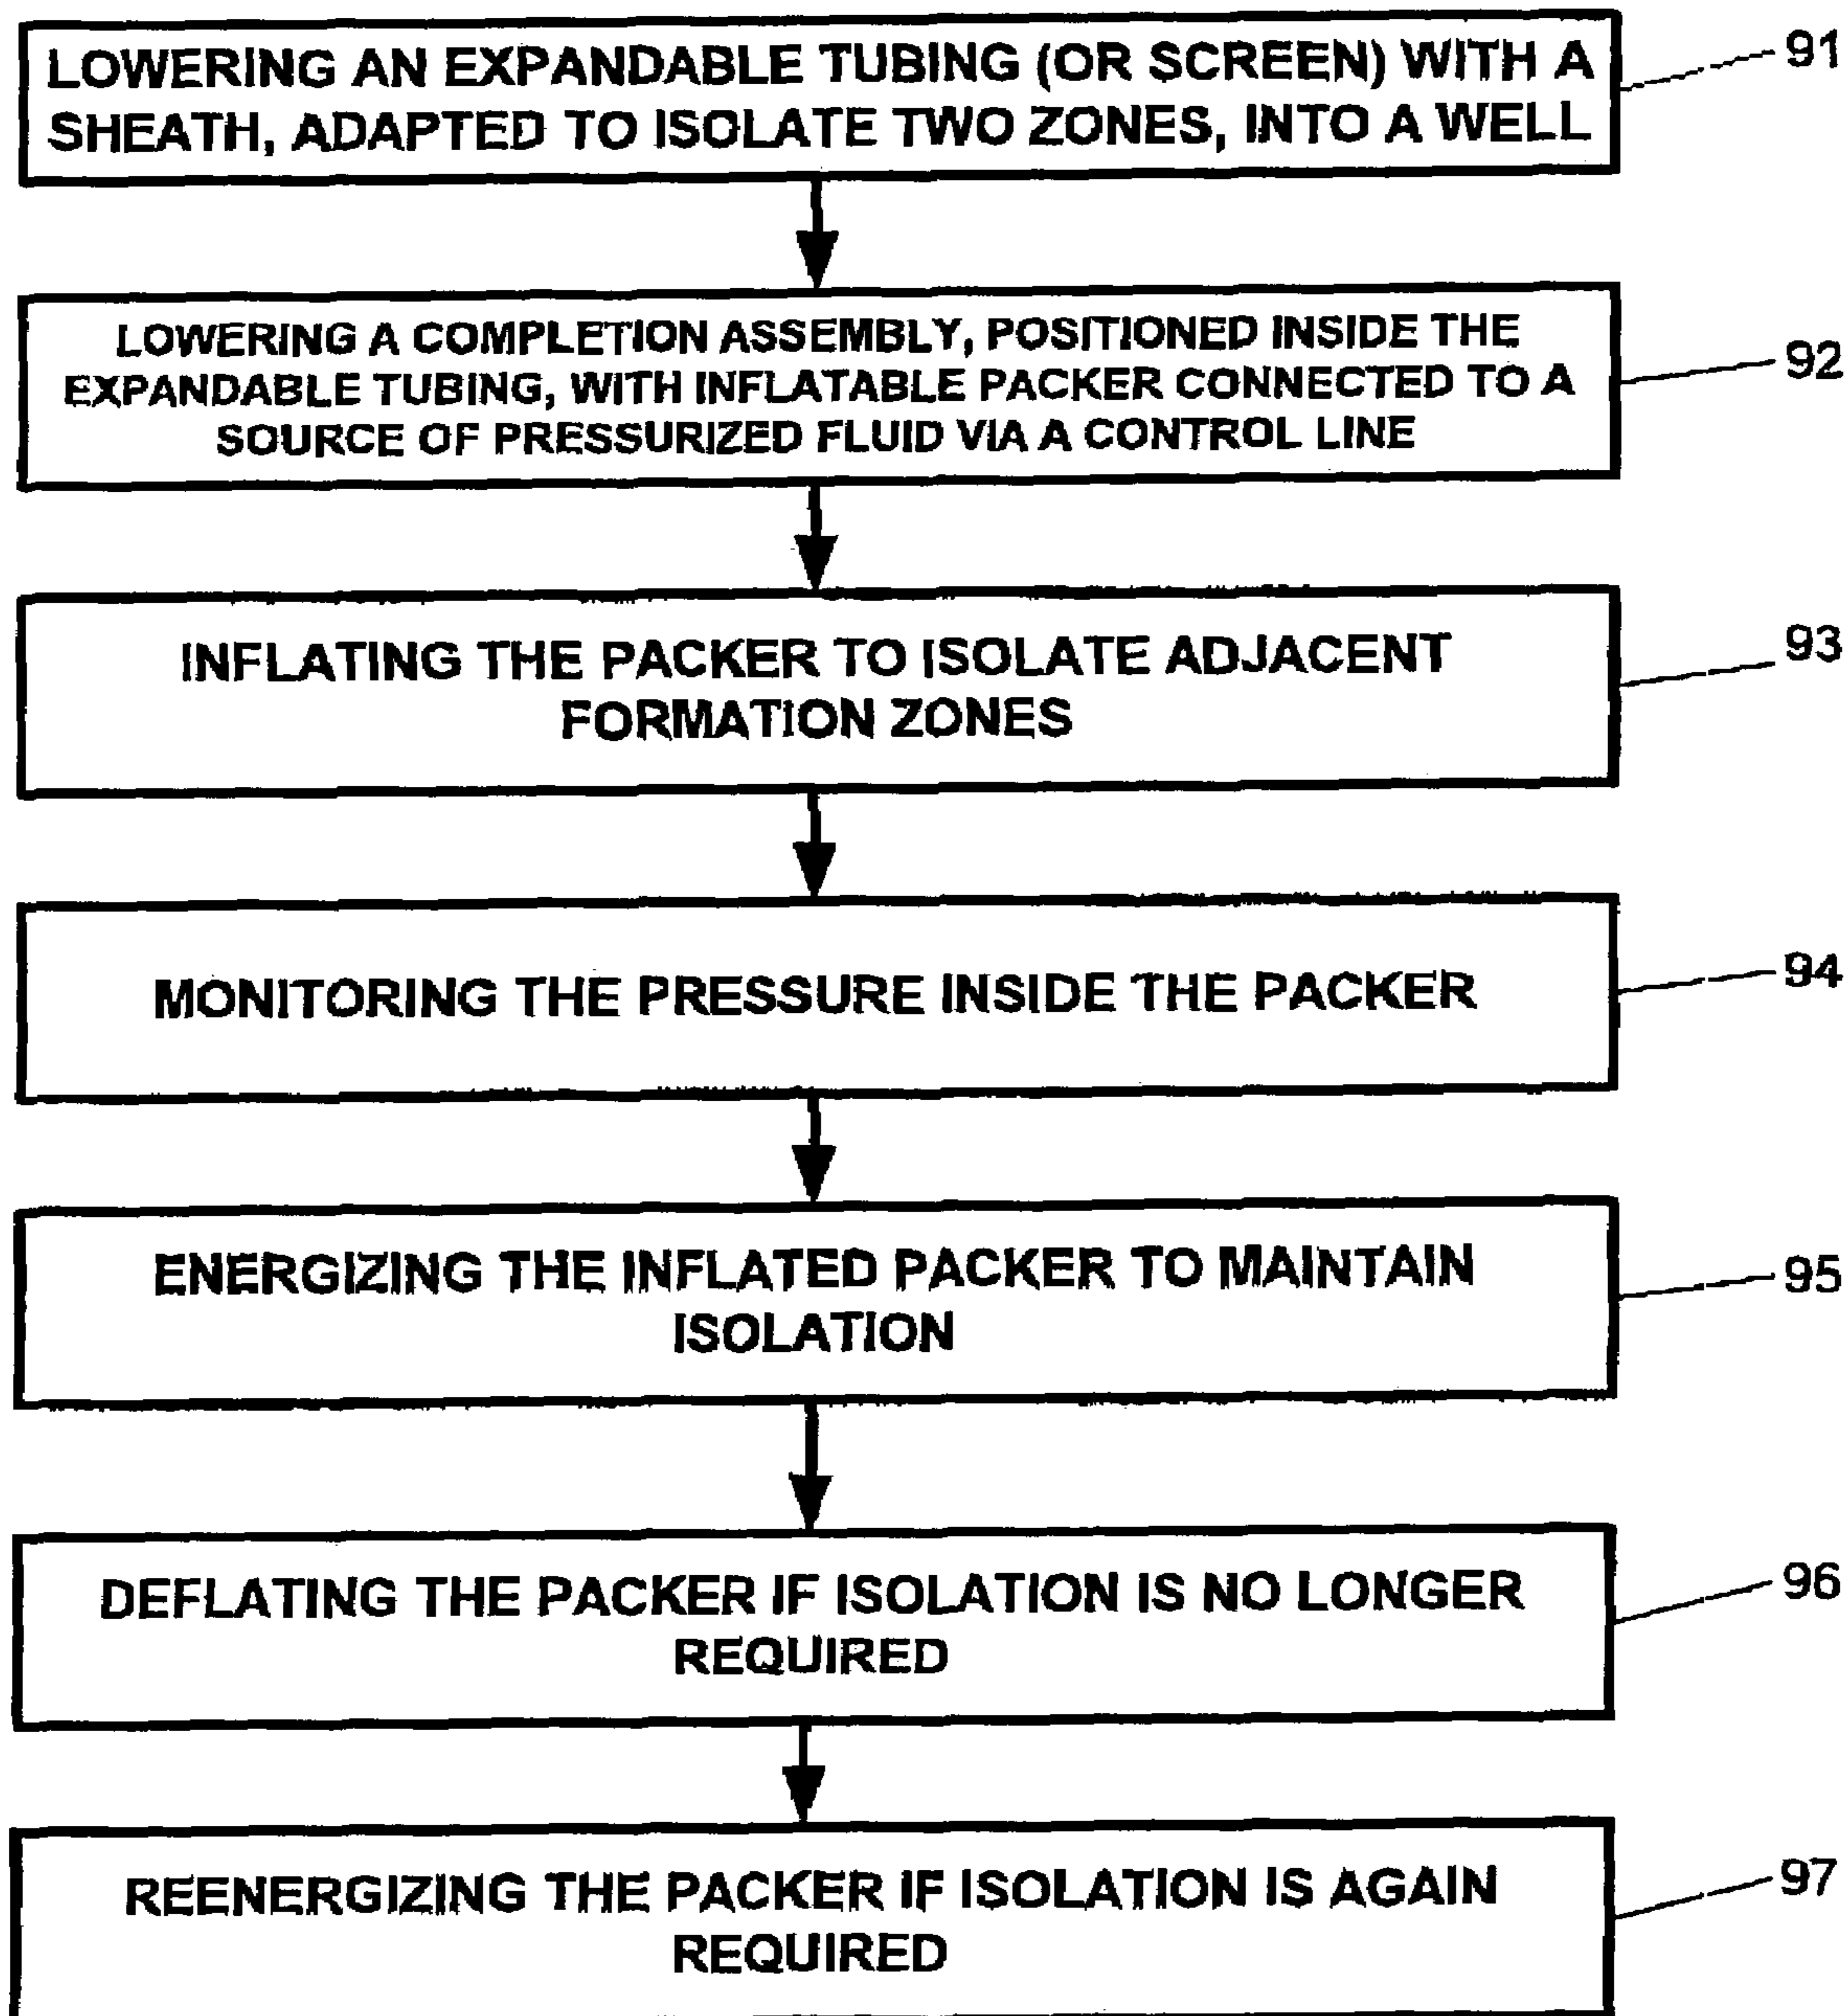 LOWERING AN EXPANDABLE TUBING (OR SCREEN) WITH A
SHEATH, ADAPTED TO ISOLATE TWO ZONES, INTO A WELL
91
LOWERING A COMPLETION ASSEMBLY, POSITIONED INSIDE THE
EXPANDABLE TUBING, WITH INFLATABLE PACKER CONNECTED TO A
SOURCE OF PRESSURIZED FLUID VIA A CONTROL LINE
92
INFLATING THE PACKER TO ISOLATE ADJACENT
FORMATION ZONES
93
MONITORING THE PRESSURE INSIDE THE PACKER
94
ENERGIZING THE INFLATED PACKER TO MAINTAIN
ISOLATION
95
DEFLATING THE PACKER IF ISOLATION IS NO LONGER
REQUIRED
96
REENERGIZING THE PACKER IF ISOLATION IS AGAIN
REQUIRED
97